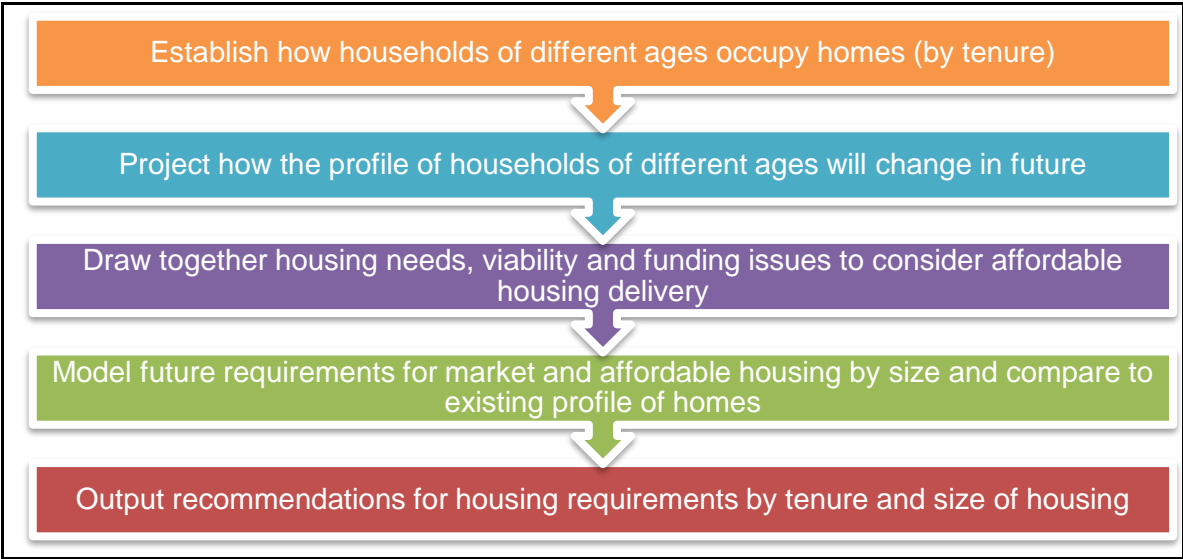 Establish how households of different ages occupy homes (by tenure)
Project how the profile of households of different ages will change in future
Draw together housing needs, viability and funding issues to consider affordable
housing delivery
Model future requirements for market and affordable housing by size and compare to
existing profile of homes
Output recommendations for housing requirements by tenure and size of housing